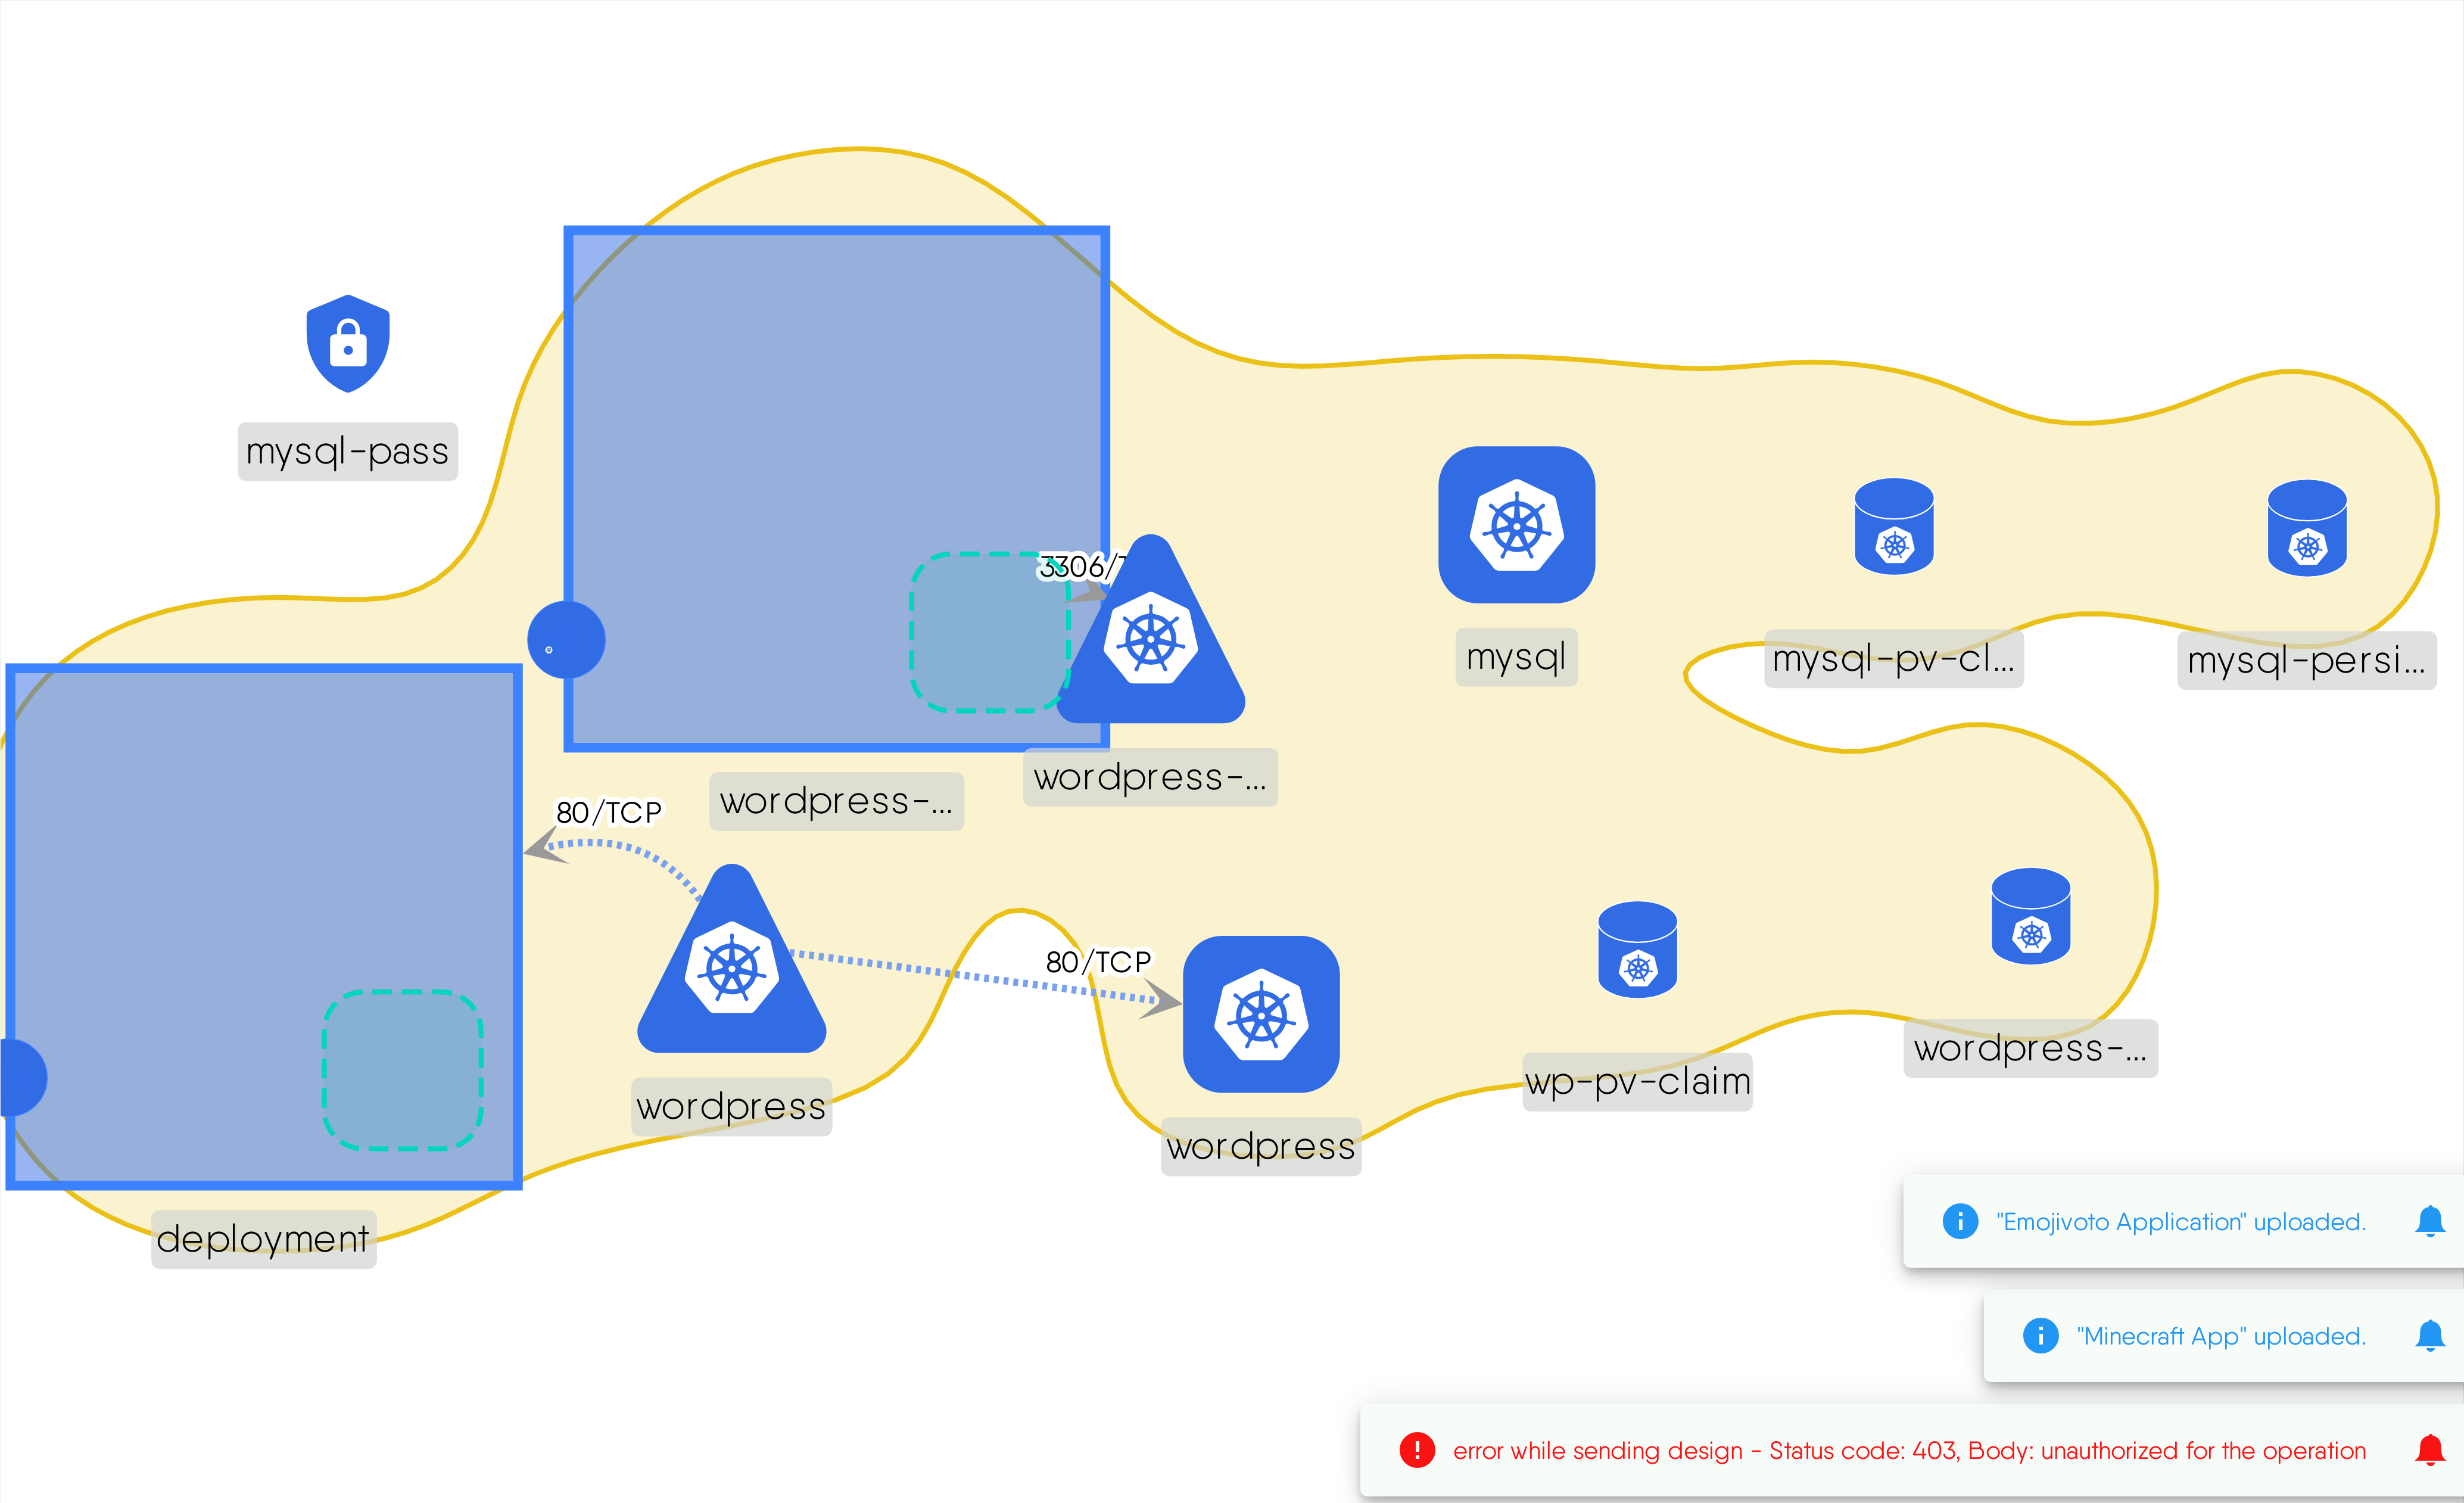 mysql-pass
3306/T
mysql
mysql-pv-cl...
mysql-persi...
wordpress-...
wordpress-...
80/TCP
80/TCP
wordpress
wordpress
wp-pv-claim
wordpress-...
deployment
"Emojivoto Application" uploaded.
"Minecraft App" uploaded.
error while sending design - Status code: 403, Body: unauthorized for the operation